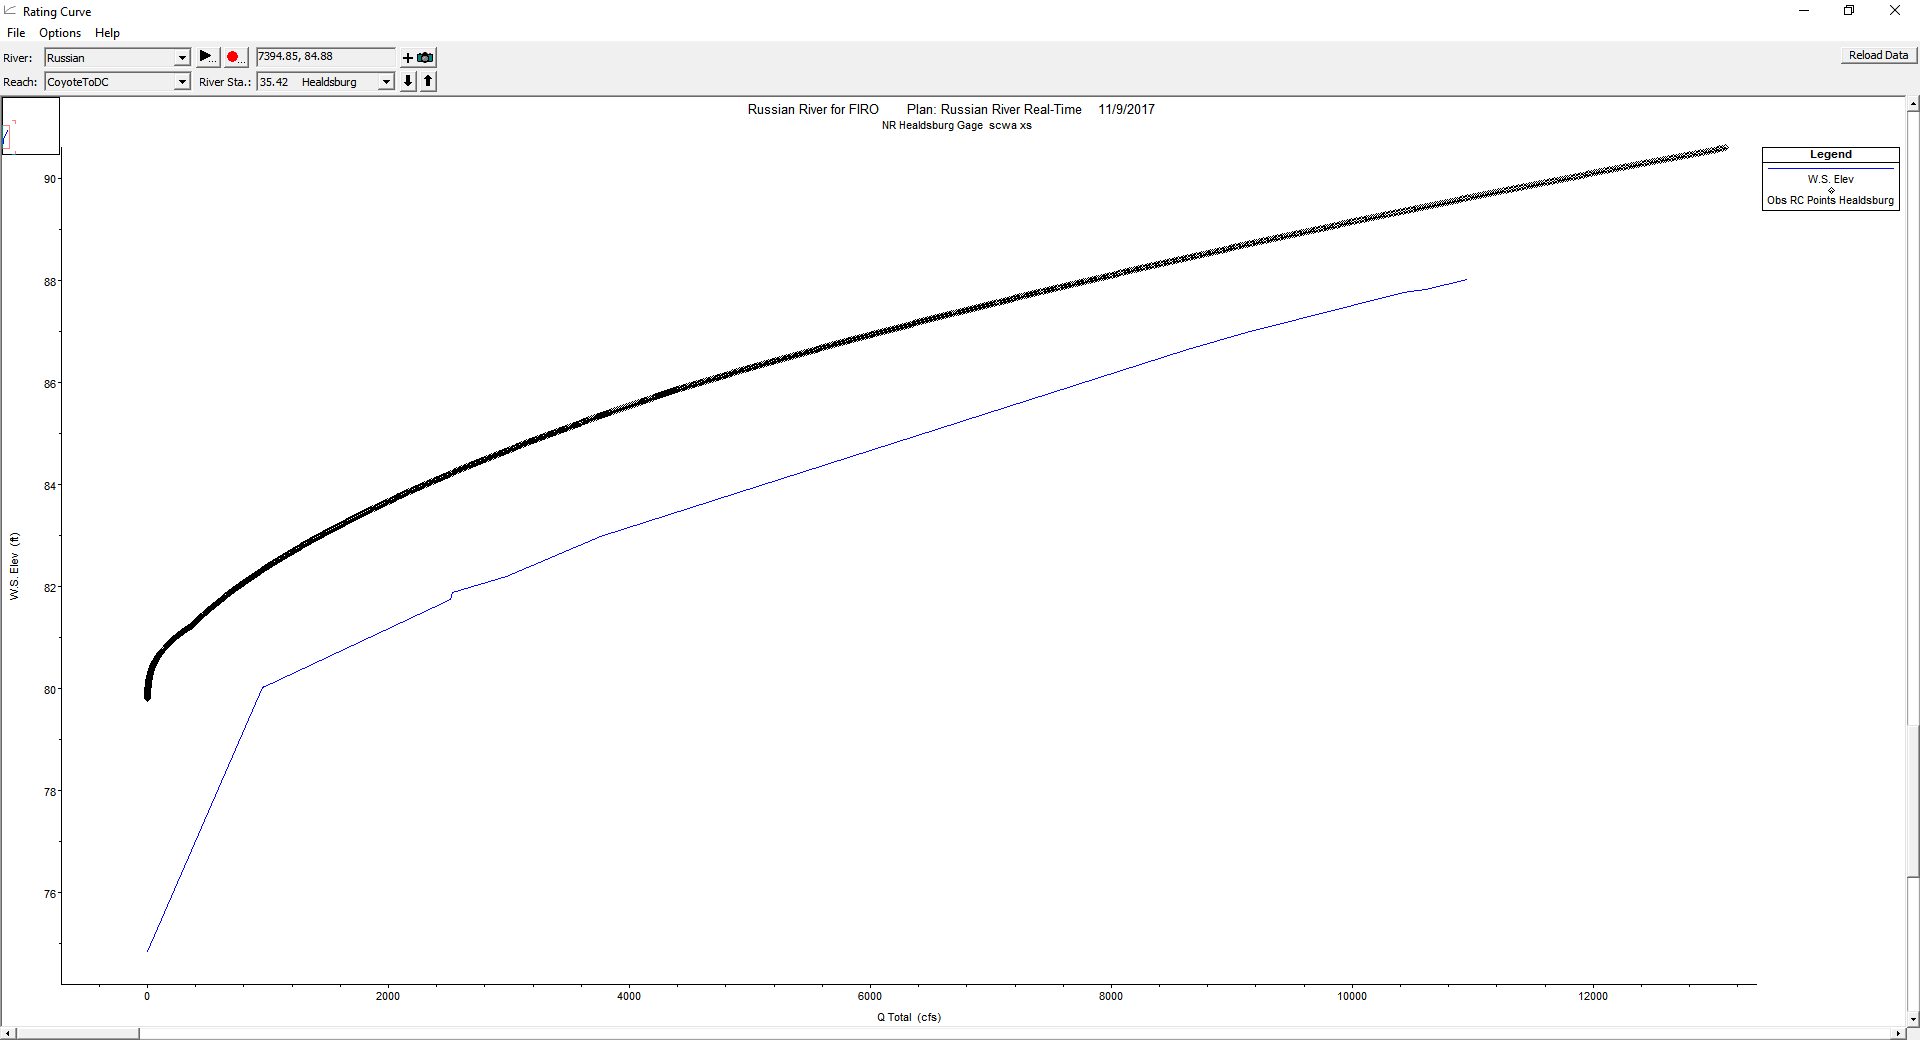 Rating Curve
File Options Help
River: Russian ... ... 7394.85, 84.88 Reload Data
Reach: CoyoteToDC River Sta.: 35.42 Healdsburg
Russian River for FIRO Plan: Russian River Real-Time 11/9/2017
NR Healdsburg Gage scwa xs
Legend
W.S. Elev
Obs RC Points Healdsburg
90
88
86
84
82
80
78
76
W.S. Elev (ft)
0 2000 4000 6000 8000 10000 12000
Q Total (cfs)